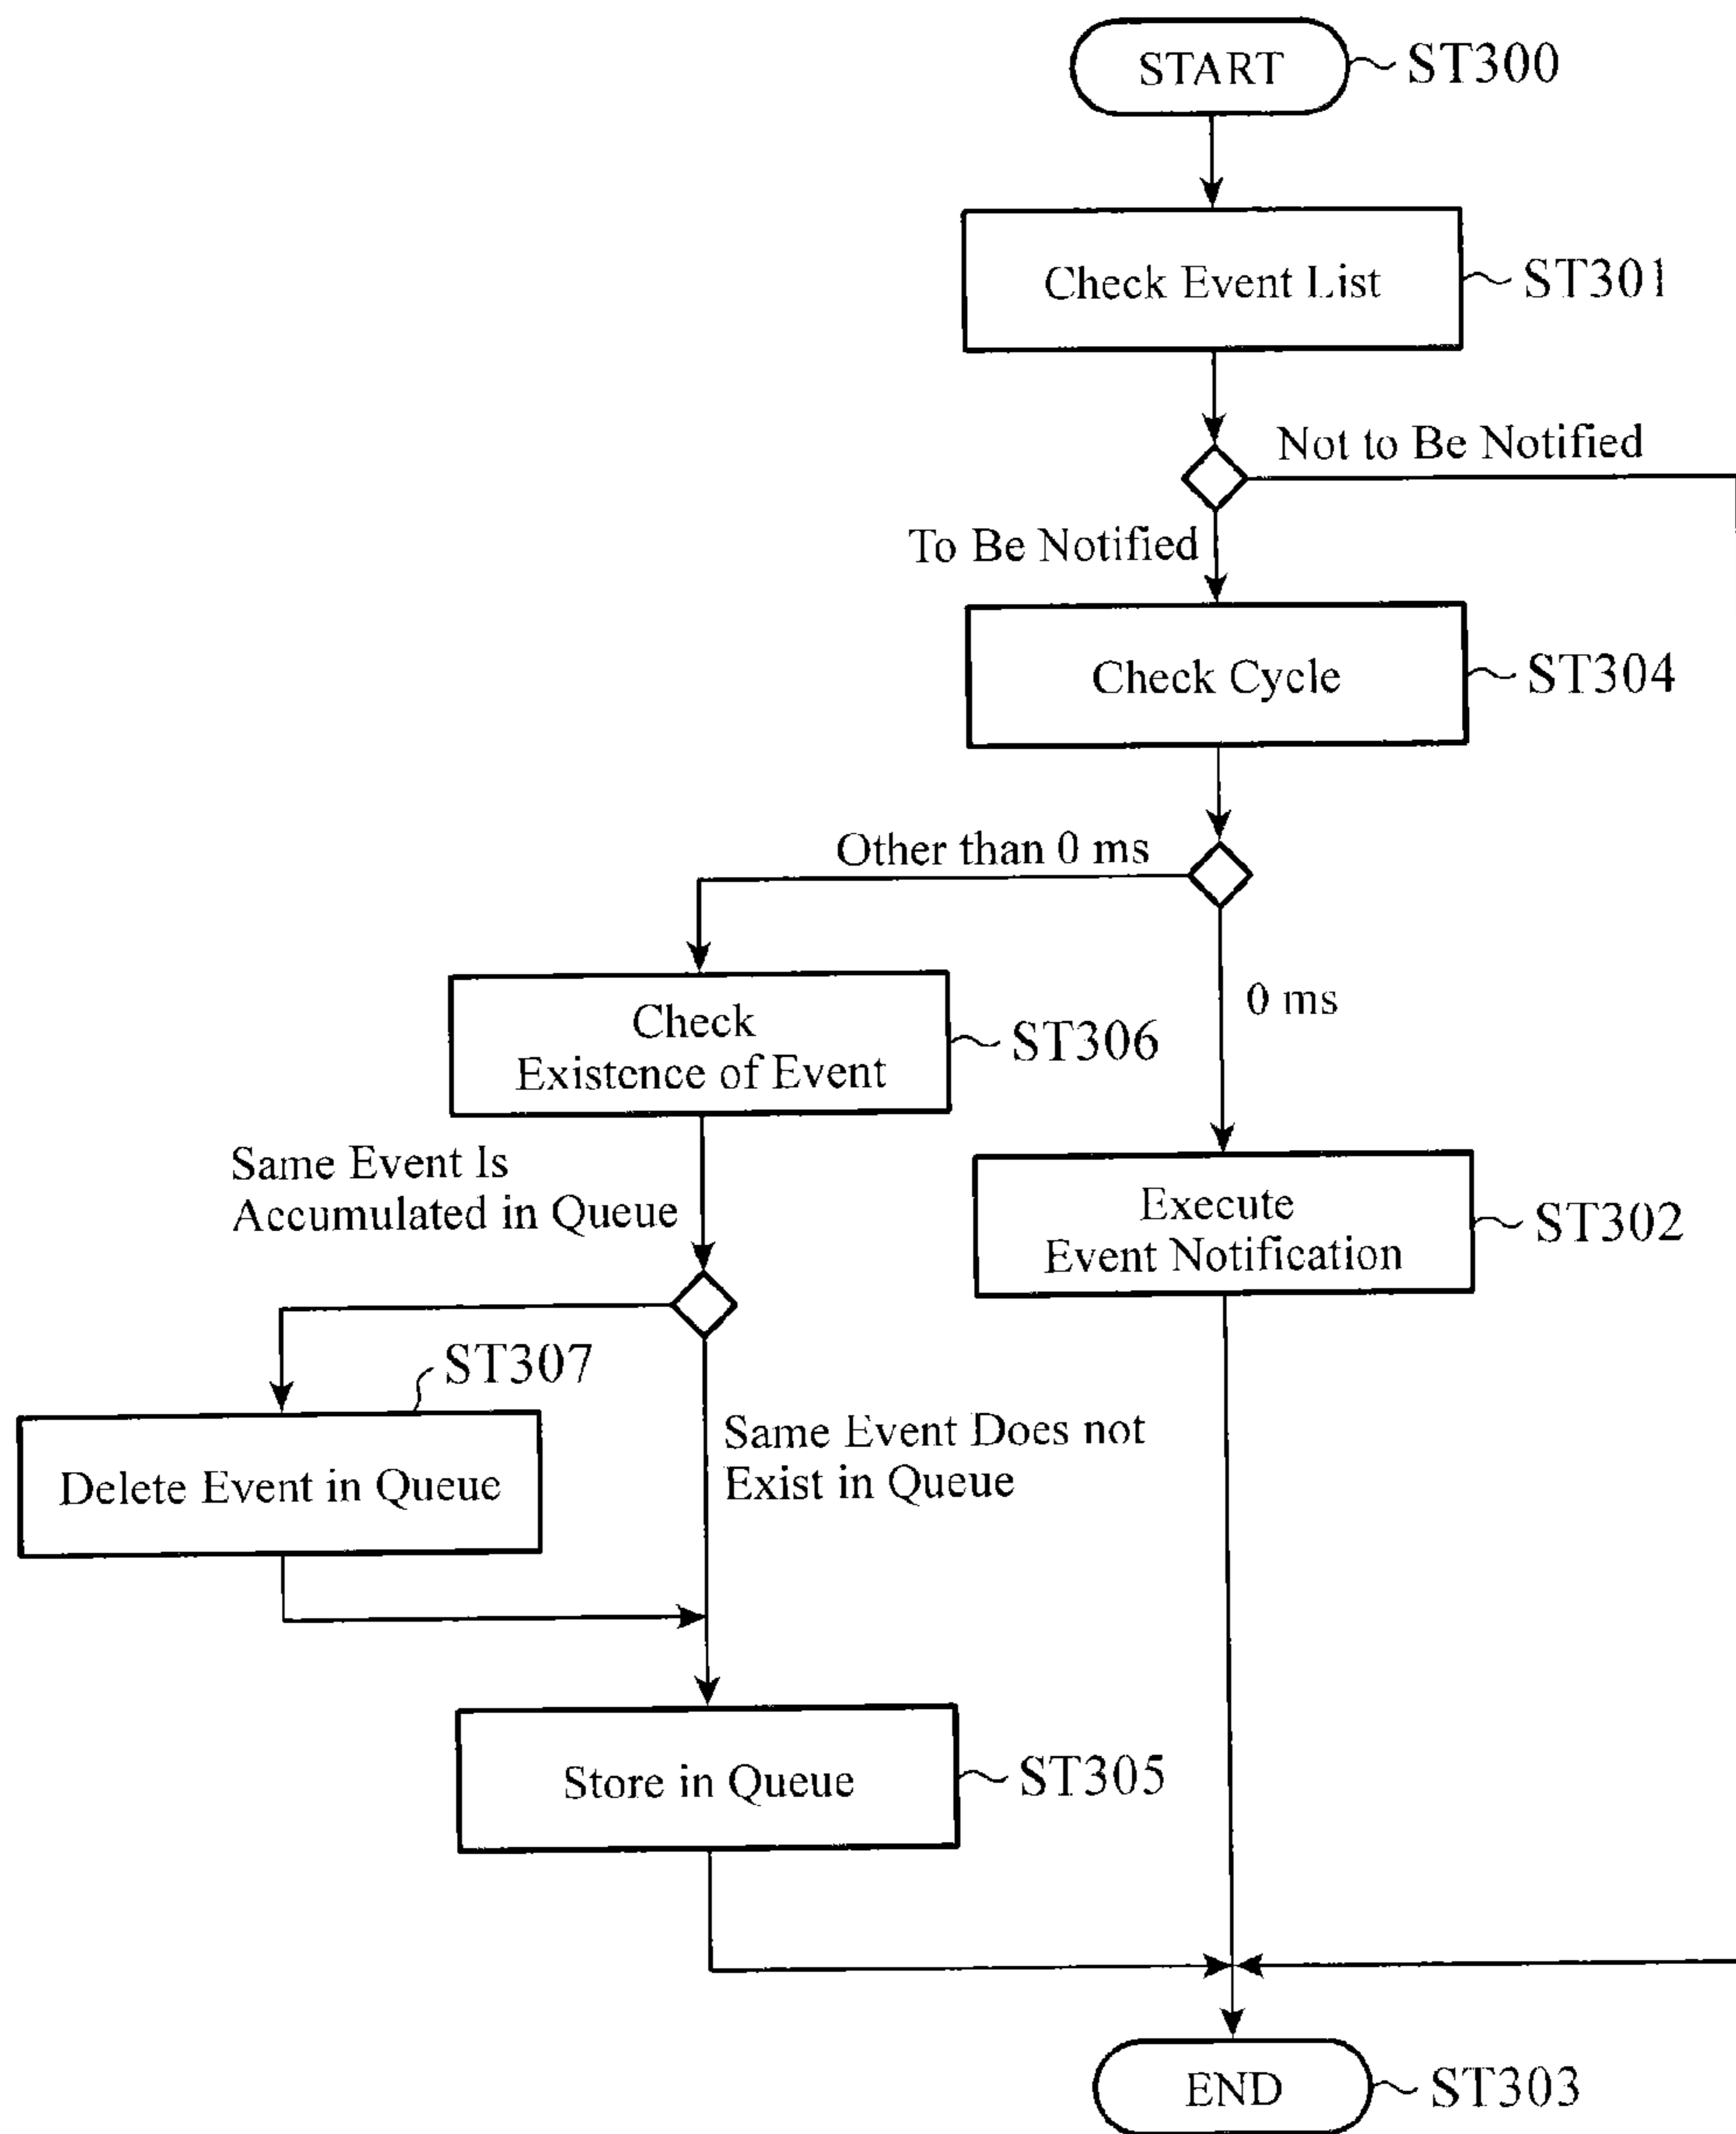 START
ST300
Check Event List
ST301
Not to Be Notified
To Be Notified
Check Cycle
ST304
Other than 0 ms
0 ms
Check
Existence of Event
ST306
Same Event Is
Accumulated in Queue
Execute
Event Notification
ST302
ST307
Delete Event in Queue
Same Event Does not
Exist in Queue
Store in Queue
ST305
END
ST303